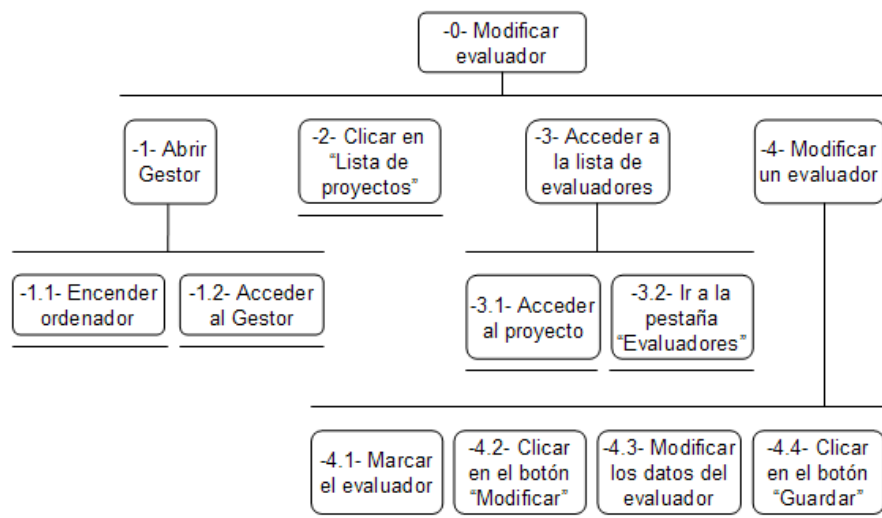 -0- Modificar
evaluador
-1- Abrir
Gestor
-2- Clicar en
“Lista de
proyectos”
-3- Acceder a
la lista de
evaluadores
-4- Modificar
un evaluador
-1.1- Encender
ordenador
-1.2- Acceder
al Gestor
-3.1- Acceder
al proyecto
-3.2- Ir a la
pestaña
“Evaluadores”
-4.1- Marcar
el evaluador
-4.2- Clicar
en el botón
“Modificar”
-4.3- Modificar
los datos del
evaluador
-4.4- Clicar
en el botón
“Guardar”